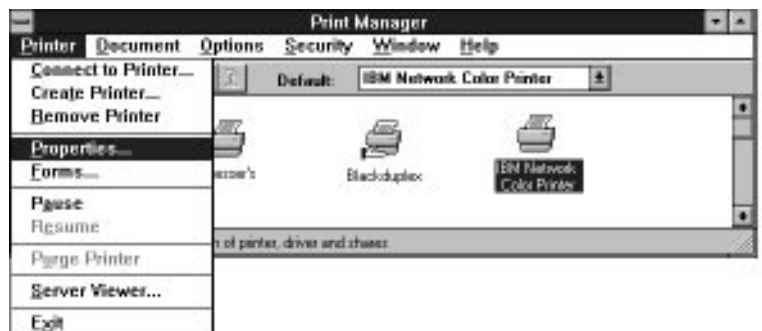 Print Manager
Printer Document Options Security Window Help
Connect to Printer...
Create Printer...
Remove Printer
Properties...
Forms...
Pause
Resume
Purge Printer
Server Viewer...
Exit
Default: IBM Network Color Printer
Blackduplex
IBM Network
Color Printer
of printer, driver and shares